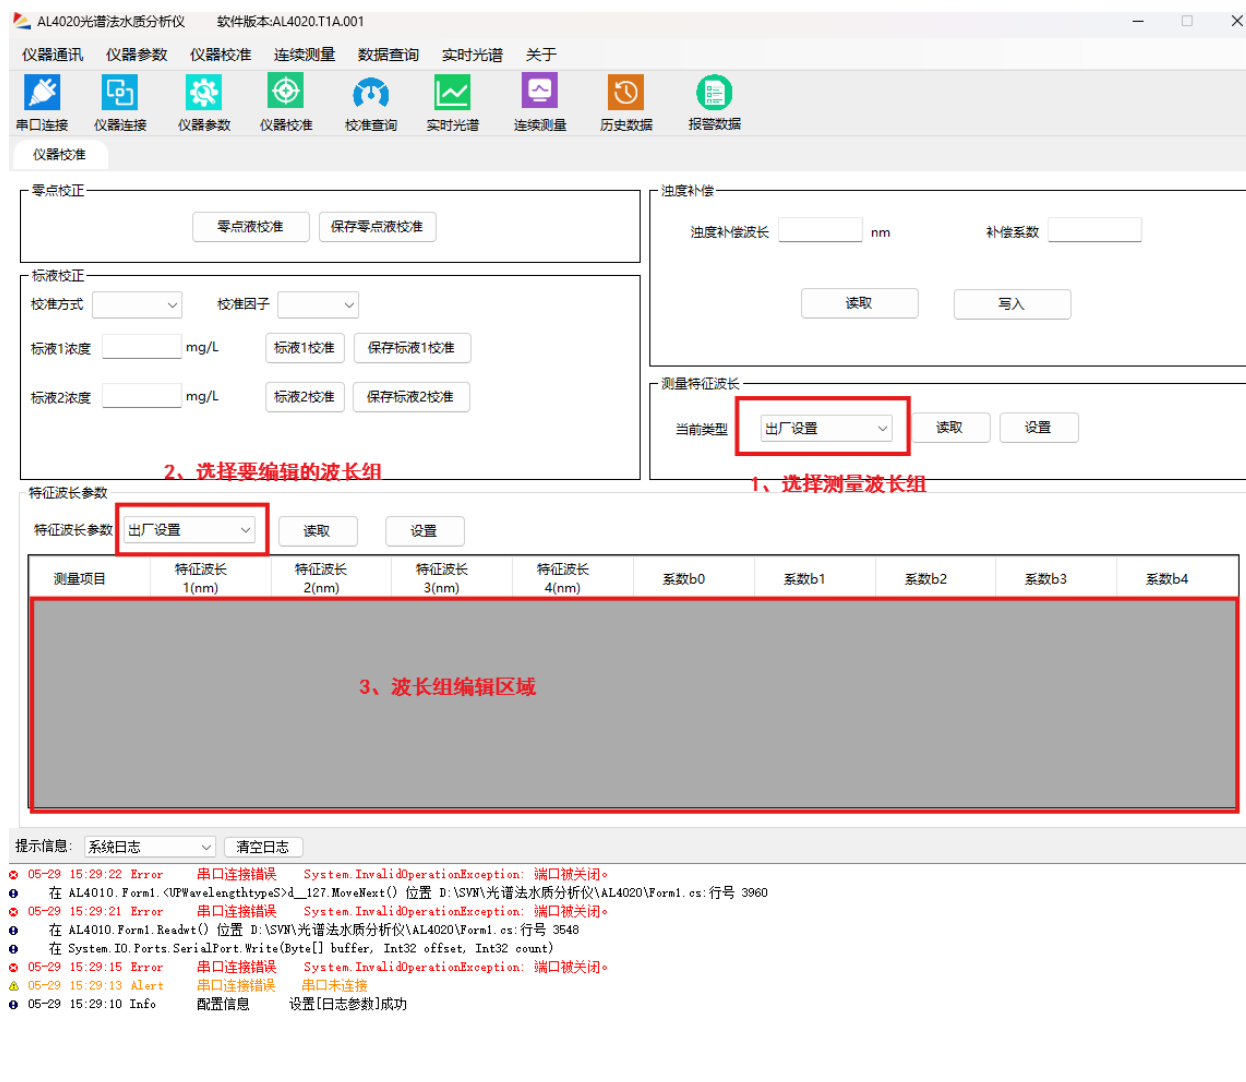 AL4020光谱法水质分析仪 软件版本:AL4020.T1A.001
仪器通讯 仪器参数 仪器校准 连续测量 数据查询 实时光谱 关于
串口连接 仪器连接 仪器参数 仪器校准 校准查询 实时光谱 连续测量 历史数据 报警数据
仪器校准
零点校正
零点液校准 保存零点液校准
标液校正
校准方式 校准因子
标液1浓度 mg/L 标液1校准 保存标液1校准
标液2浓度 mg/L 标液2校准 保存标液2校准
浊度补偿
浊度补偿波长 nm 补偿系数
读取 写入
测量特征波长
当前类型 出厂设置 读取 设置
1、选择测量波长组
2、选择要编辑的波长组
特征波长参数
特征波长参数 出厂设置 读取 设置
测量项目 特征波长1(nm) 特征波长2(nm) 特征波长3(nm) 特征波长4(nm) 系数b0 系数b1 系数b2 系数b3 系数b4
3、波长组编辑区域
提示信息: 系统日志 清空日志
05-29 15:29:22 Error 串口连接错误 System.InvalidOperationException: 端口被关闭。
在 AL4010.Form1.<UPWavelengthtypeS>d__127.MoveNext() 位置 D:\SVN\光谱法水质分析仪\AL4020\Form1.cs:行号 3960
05-29 15:29:21 Error 串口连接错误 System.InvalidOperationException: 端口被关闭。
在 AL4010.Form1.Readwt() 位置 D:\SVN\光谱法水质分析仪\AL4020\Form1.cs:行号 3548
在 System.IO.Ports.SerialPort.Write(Byte[] buffer, Int32 offset, Int32 count)
05-29 15:29:15 Error 串口连接错误 System.InvalidOperationException: 端口被关闭。
05-29 15:29:13 Alert 串口连接错误 串口未连接
05-29 15:29:10 Info 配置信息 设置[日志参数]成功